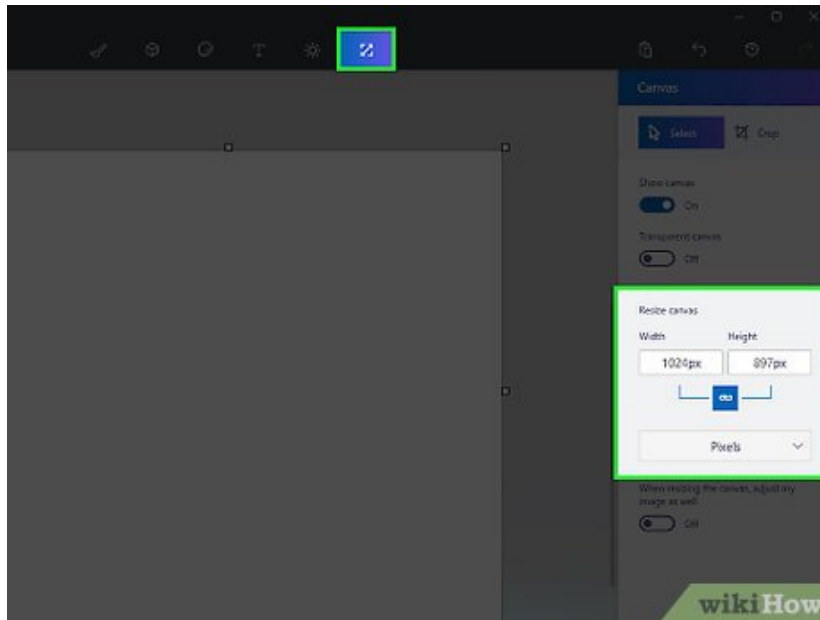 T
Canvas
Select
Crop
Show canvas
On
Transparent canvas
Off
Resize canvas
Width
Height
1024px
897px
Pixels
When resizing the canvas, adjust my
image as well
Off
wikiHow